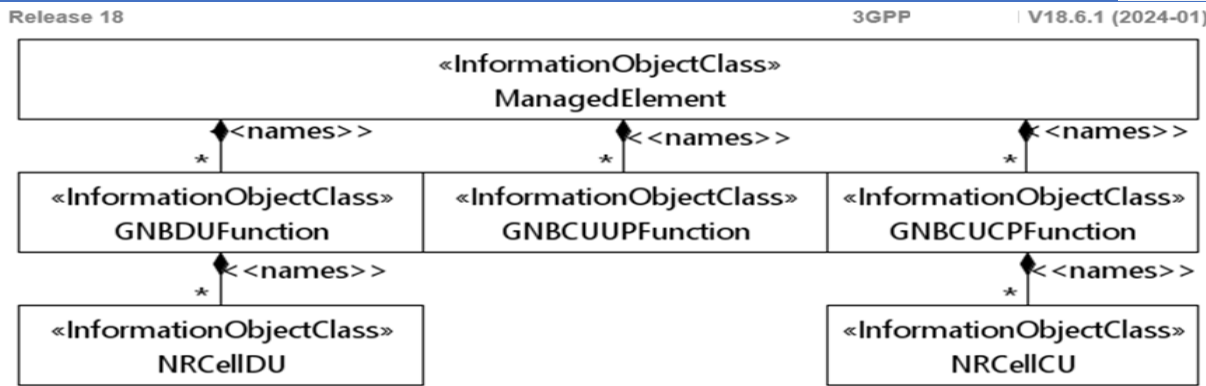 Release 18 3GPP V18.6.1 (2024-01)
«InformationObjectClass»
ManagedElement
<names>> <<names>> <<names>>
* * *
«InformationObjectClass» «InformationObjectClass» «InformationObjectClass»
GNBDUFunction GNBCUUPFunction GNBCUCPFunction
<<names>> <<names>>
* *
«InformationObjectClass» «InformationObjectClass»
NRCellDU NRCellCU